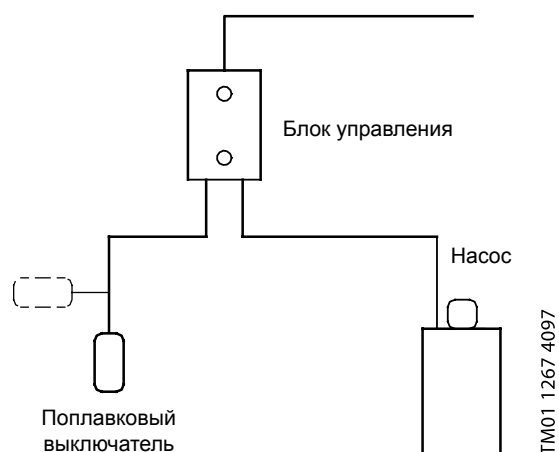 Блок управления
Насос
Поплавковый
выключатель
TM01 1267 4097